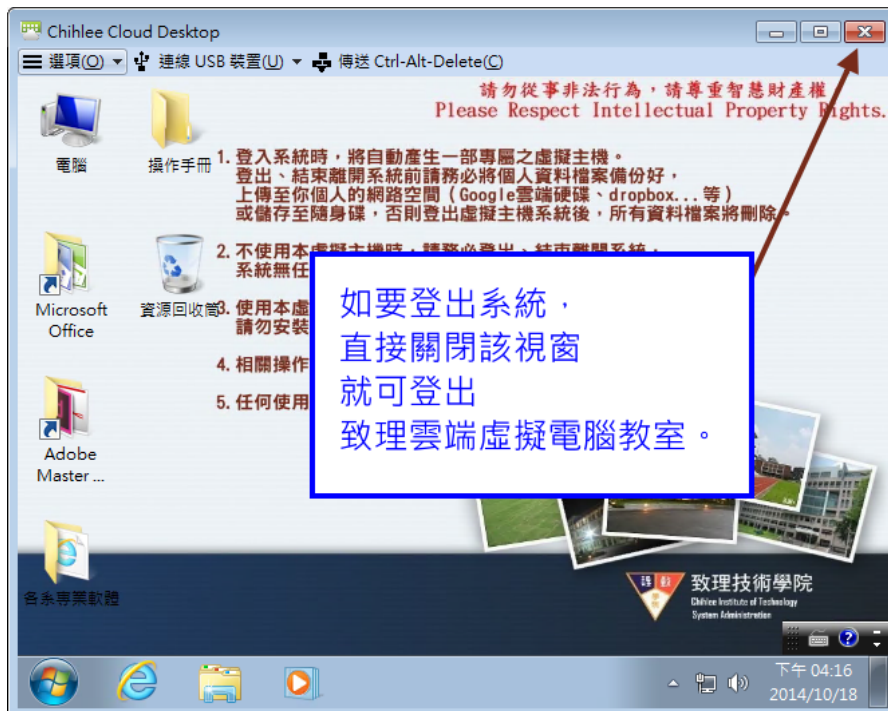 Chihlee Cloud Desktop
選項(O) 連線 USB 裝置(U) 傳送 Ctrl-Alt-Delete(C)
請勿從事非法行為，請尊重智慧財產權
Please Respect Intellectual Property Rights.
電腦
操作手冊
1. 登入系統時，將自動產生一部專屬之虛擬主機。
登出、結束離開系統前請務必將個人資料檔案備份好，
上傳至你個人的網路空間（Google雲端硬碟、dropbox...等）
或儲存至隨身碟，否則登出虛擬主機系統後，所有資料檔案將刪除。
2. 不使用本虛擬主機時，請務必登出、結束離開系統，
系統無任
Microsoft
Office
資源回收筒
3. 使用本虛
請勿安裝
4. 相關操作
5. 任何使用
如要登出系統，
直接關閉該視窗
就可登出
致理雲端虛擬電腦教室。
Adobe
Master ...
各系專業軟體
致理技術學院
Chihlee Institute of Technology
System Administration
下午 04:16
2014/10/18